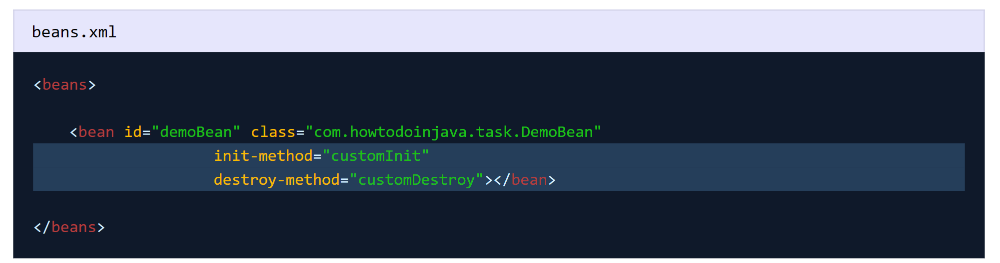 beans.xml
<beans>
<bean id="demoBean" class="com.howtodoinjava.task.DemoBean"
init-method="customInit"
destroy-method="customDestroy"></bean>
</beans>